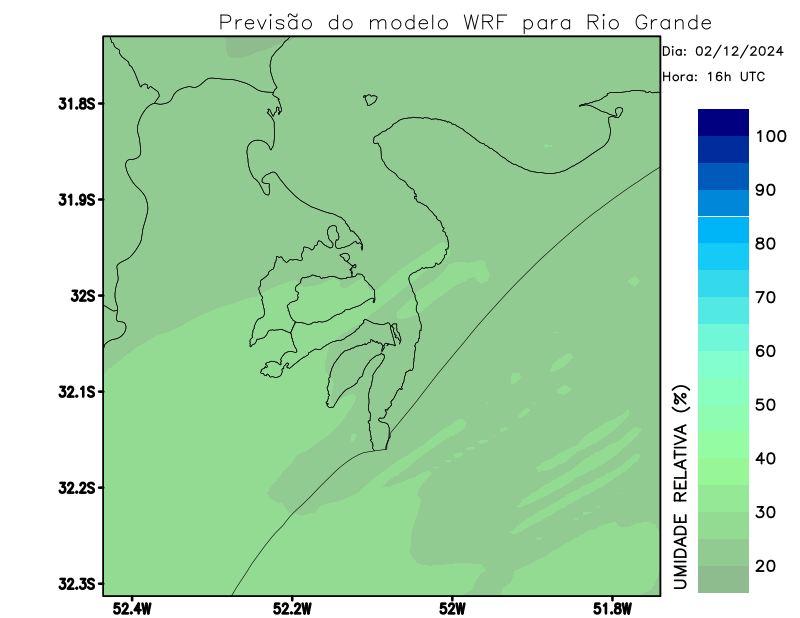 Previsão do modelo WRF para Rio Grande
Dia: 02/12/2024
Hora: 16h UTC
31.8S
31.9S
32S
32.1S
32.2S
32.3S
52.4W
52.2W
52W
51.8W
UMIDADE RELATIVA (%)
100
90
80
70
60
50
40
30
20